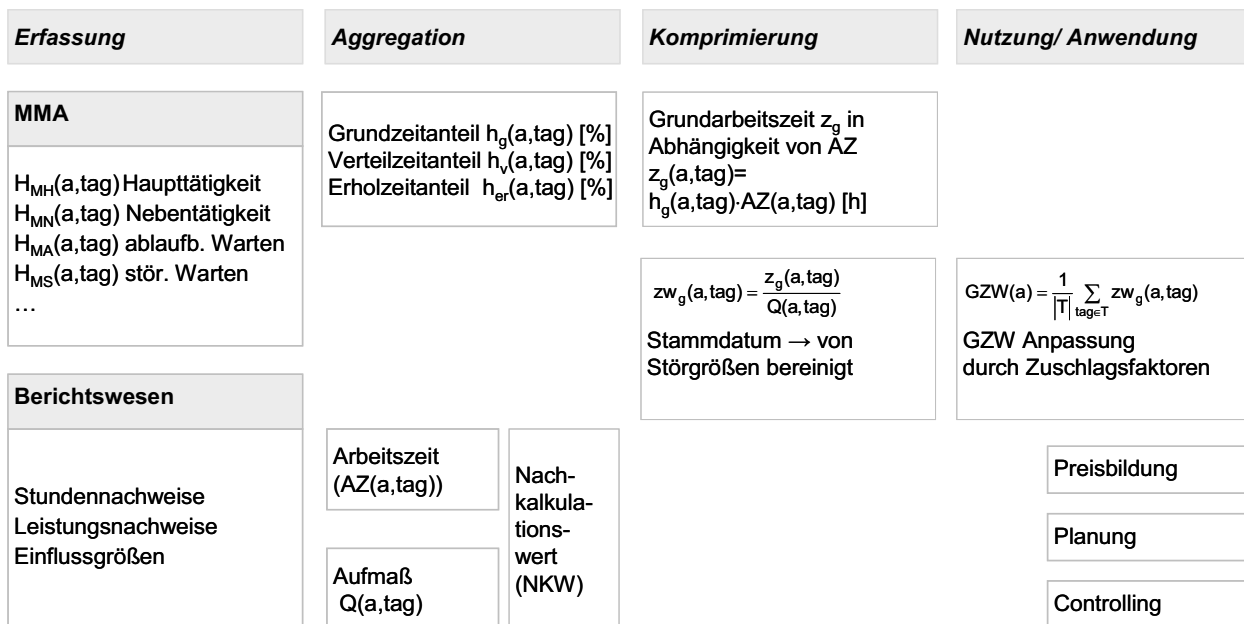 Erfassung
Aggregation
Komprimierung
Nutzung/ Anwendung
MMA
H_MH(a,tag) Haupttätigkeit
H_MN(a,tag) Nebentätigkeit
H_MA(a,tag) ablaufb. Warten
H_MS(a,tag) stör. Warten
…
Grundzeitanteil h_g(a,tag) [%]
Verteilzeitanteil h_v(a,tag) [%]
Erholzeitanteil h_er(a,tag) [%]
Grundarbeitszeit z_g in
Abhängigkeit von AZ
z_g(a,tag)=
h_g(a,tag)·AZ(a,tag) [h]
zw_g(a,tag) = z_g(a,tag) / Q(a,tag)
Stammdatum → von
Störgrößen bereinigt
GZW(a) = 1/|T| ∑ tag∈T zw_g(a,tag)
GZW Anpassung
durch Zuschlagsfaktoren
Berichtswesen
Stundennachweise
Leistungsnachweise
Einflussgrößen
Arbeitszeit
(AZ(a,tag))
Aufmaß
Q(a,tag)
Nach-
kalkula-
tions-
wert
(NKW)
Preisbildung
Planung
Controlling